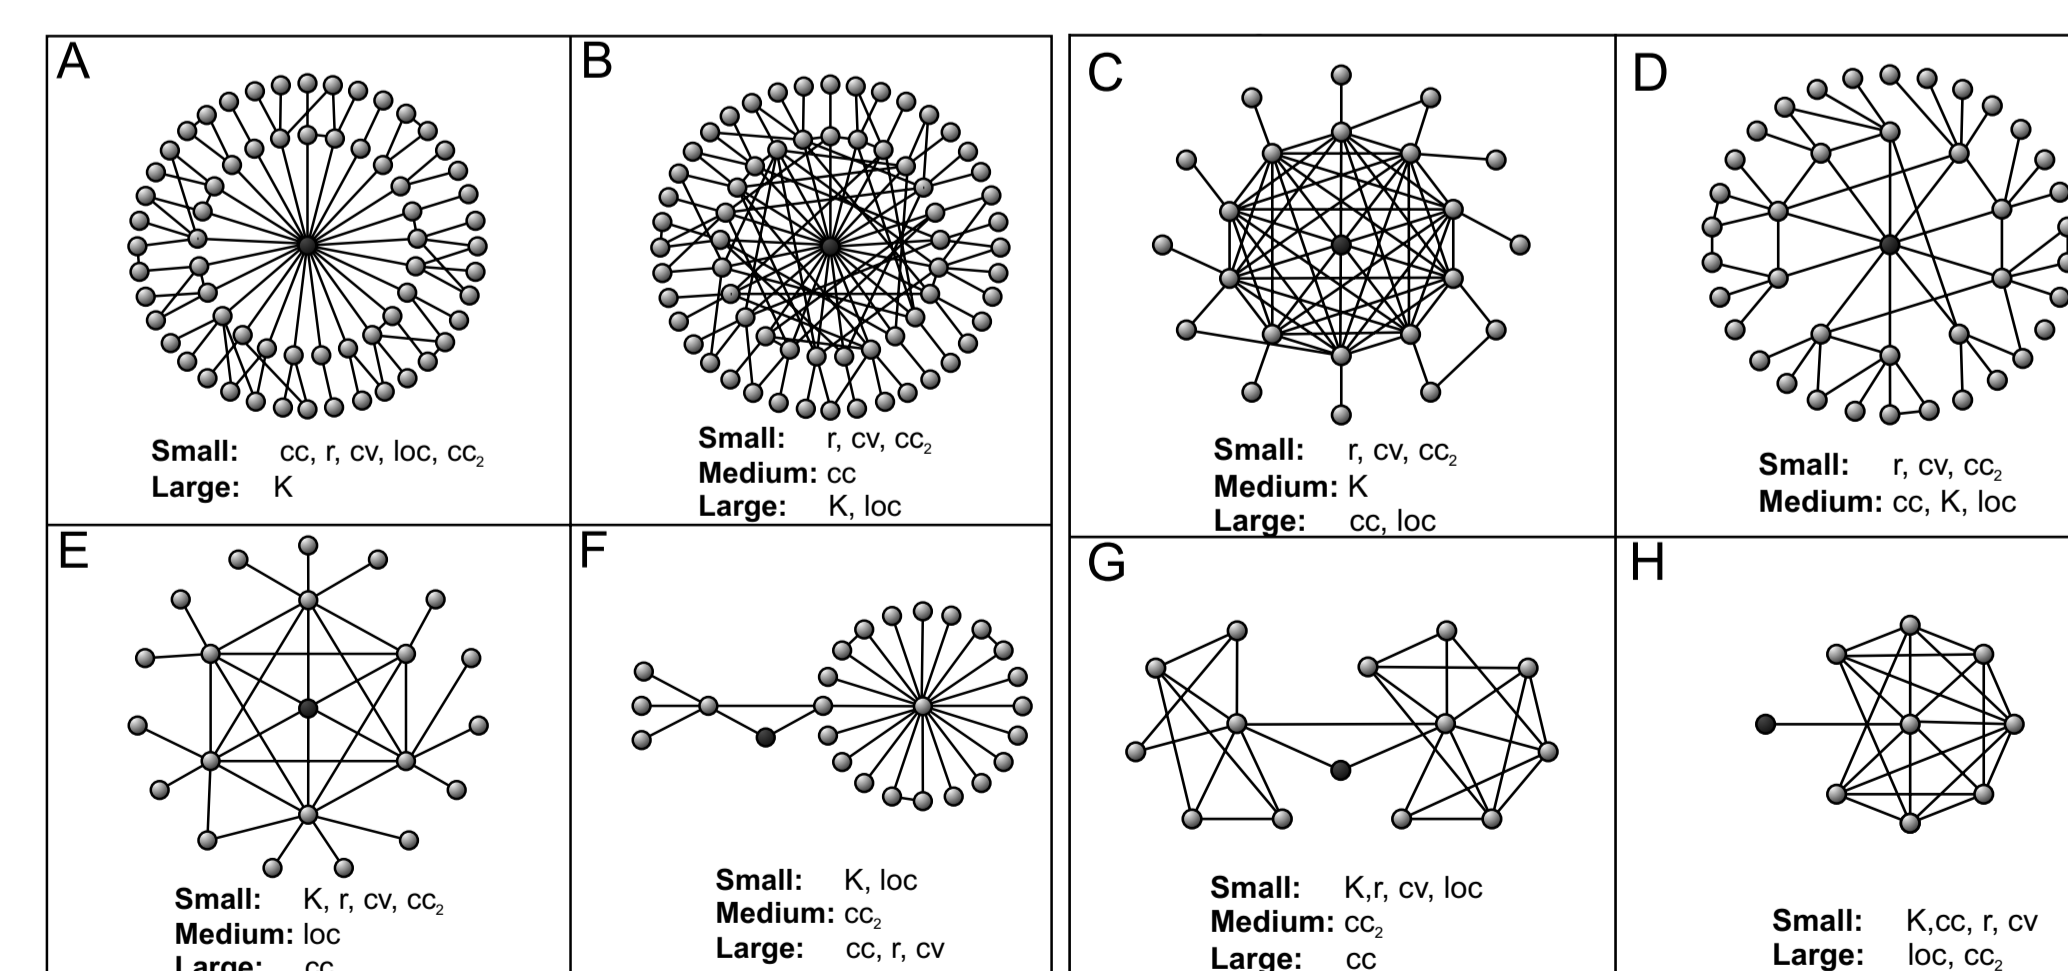 A
B
C
D
Small: cc, r, cv, loc, cc2
Large: K
Small: r, cv, cc2
Medium: cc
Large: K, loc
Small: r, cv, cc2
Medium: K
Large: cc, loc
Small: r, cv, cc2
Medium: cc, K, loc
E
F
G
H
Small: K, r, cv, cc2
Medium: loc
Large: cc
Small: K, loc
Medium: cc2
Large: cc, r, cv
Small: K,r, cv, loc
Medium: cc2
Large: cc
Small: K,cc, r, cv
Large: loc, cc2